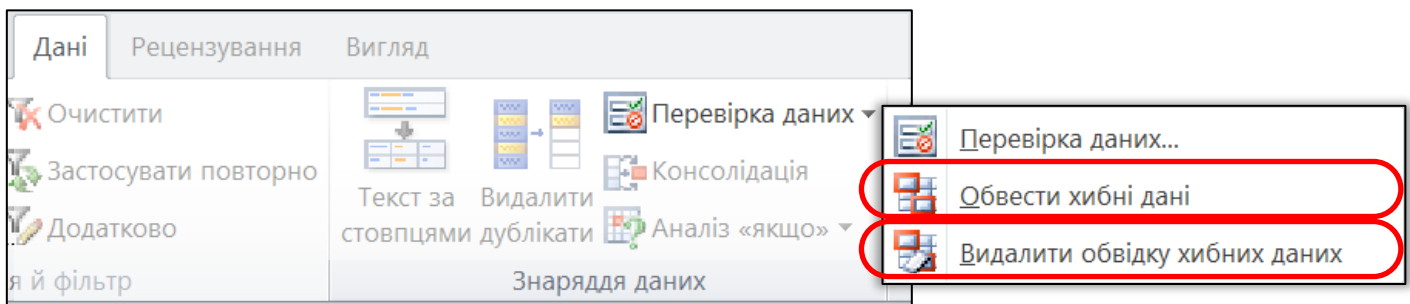 Дані Рецензування Вигляд
Очистити
Застосувати повторно
Додатково
я й фільтр
Текст за
стовпцями
Видалити
дублікати
Перевірка даних
Консолідація
Аналіз «якщо»
Знаряддя даних
Перевірка даних...
Обвести хибні дані
Видалити обвідку хибних даних